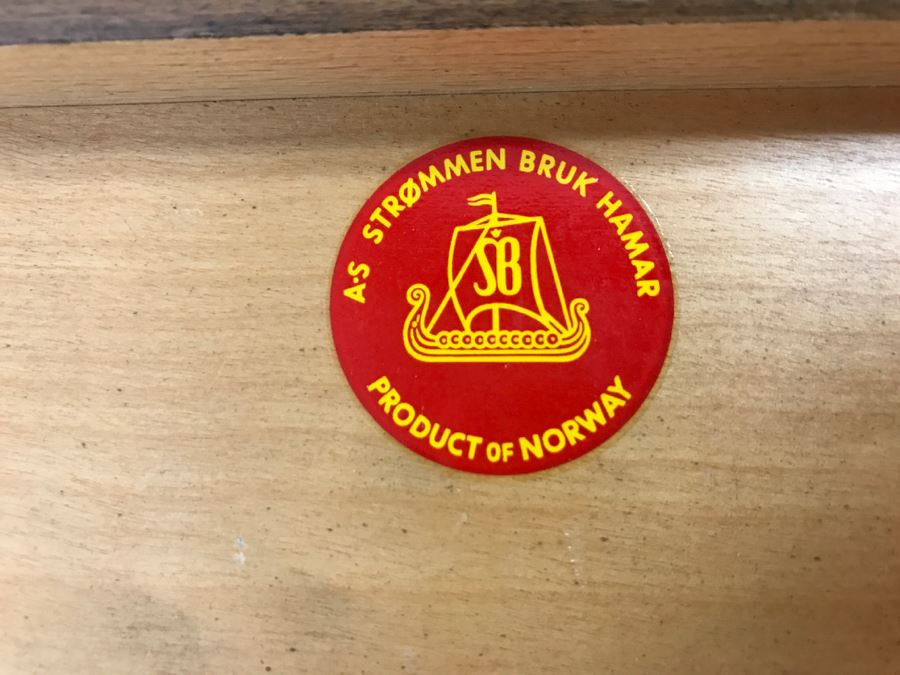 A·S STRØMMEN BRUK HAMAR
SB
PRODUCT OF NORWAY